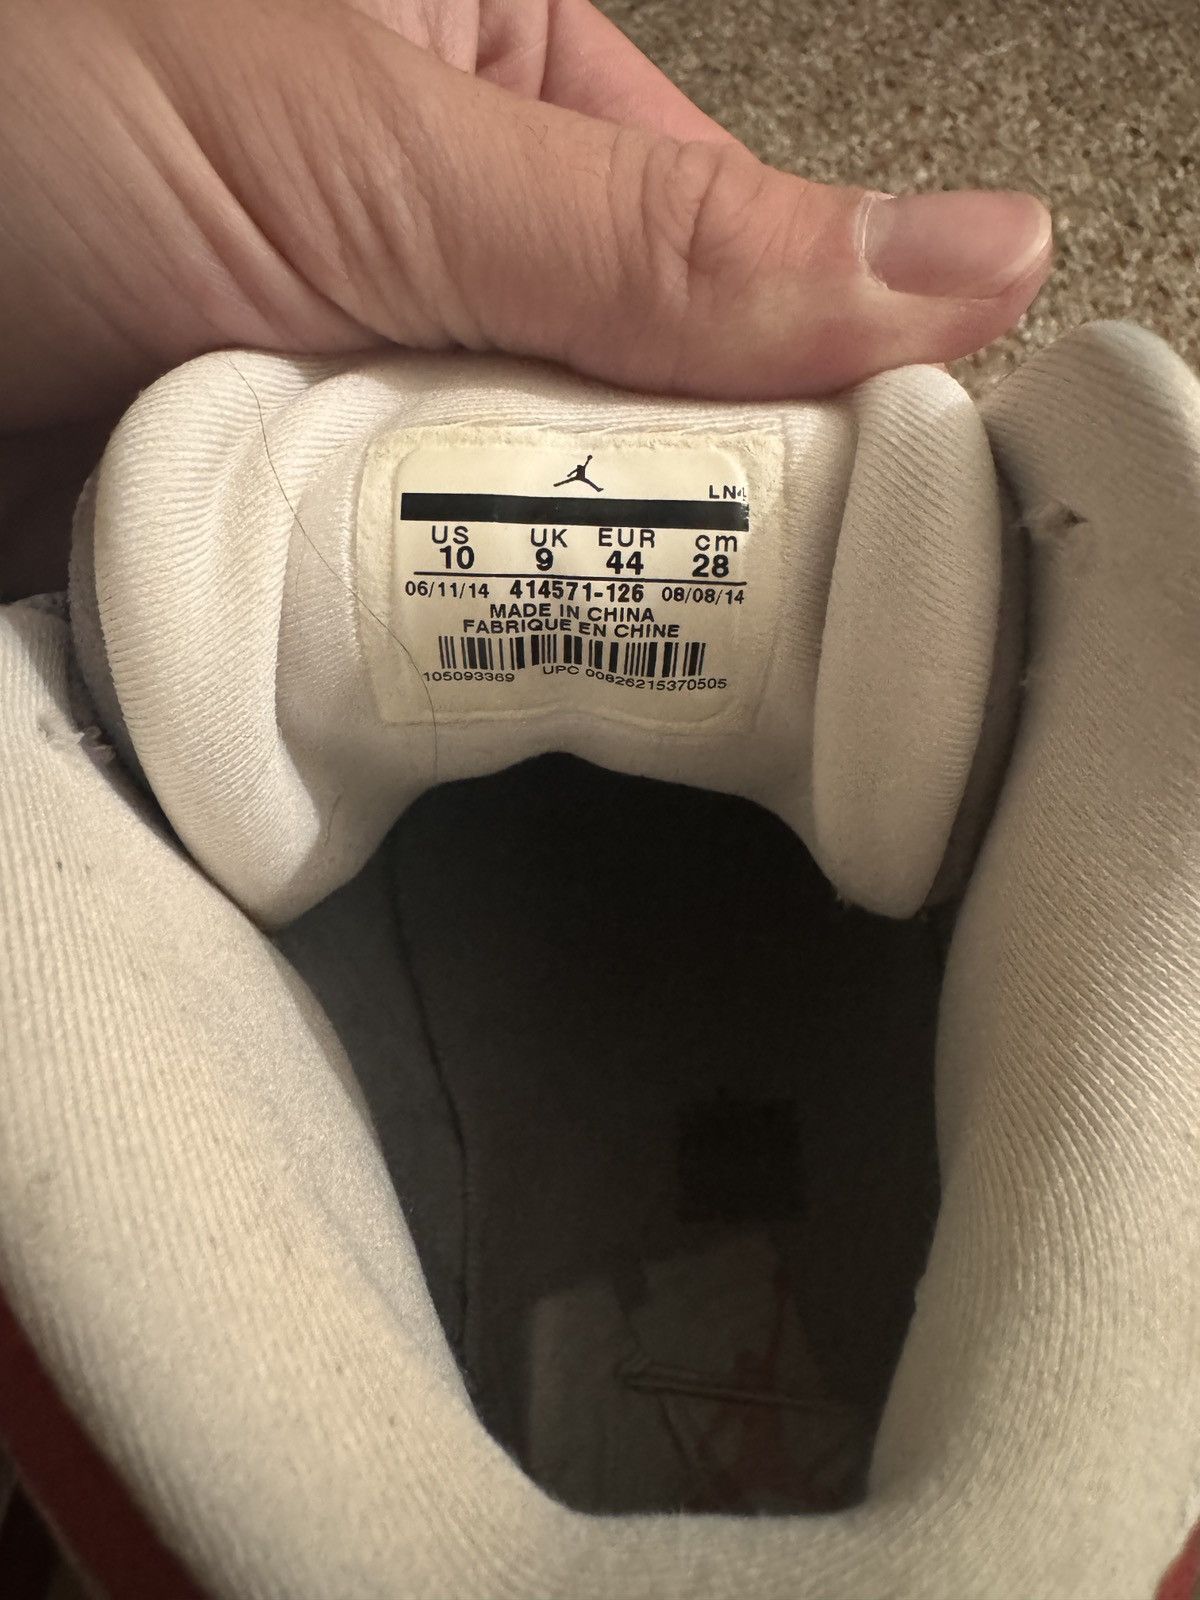 LN4
US UK EUR cm
10 9 44 28
06/11/14 414571-126 08/08/14
MADE IN CHINA
FABRIQUE EN CHINE
105093369 UPC 00826215370505